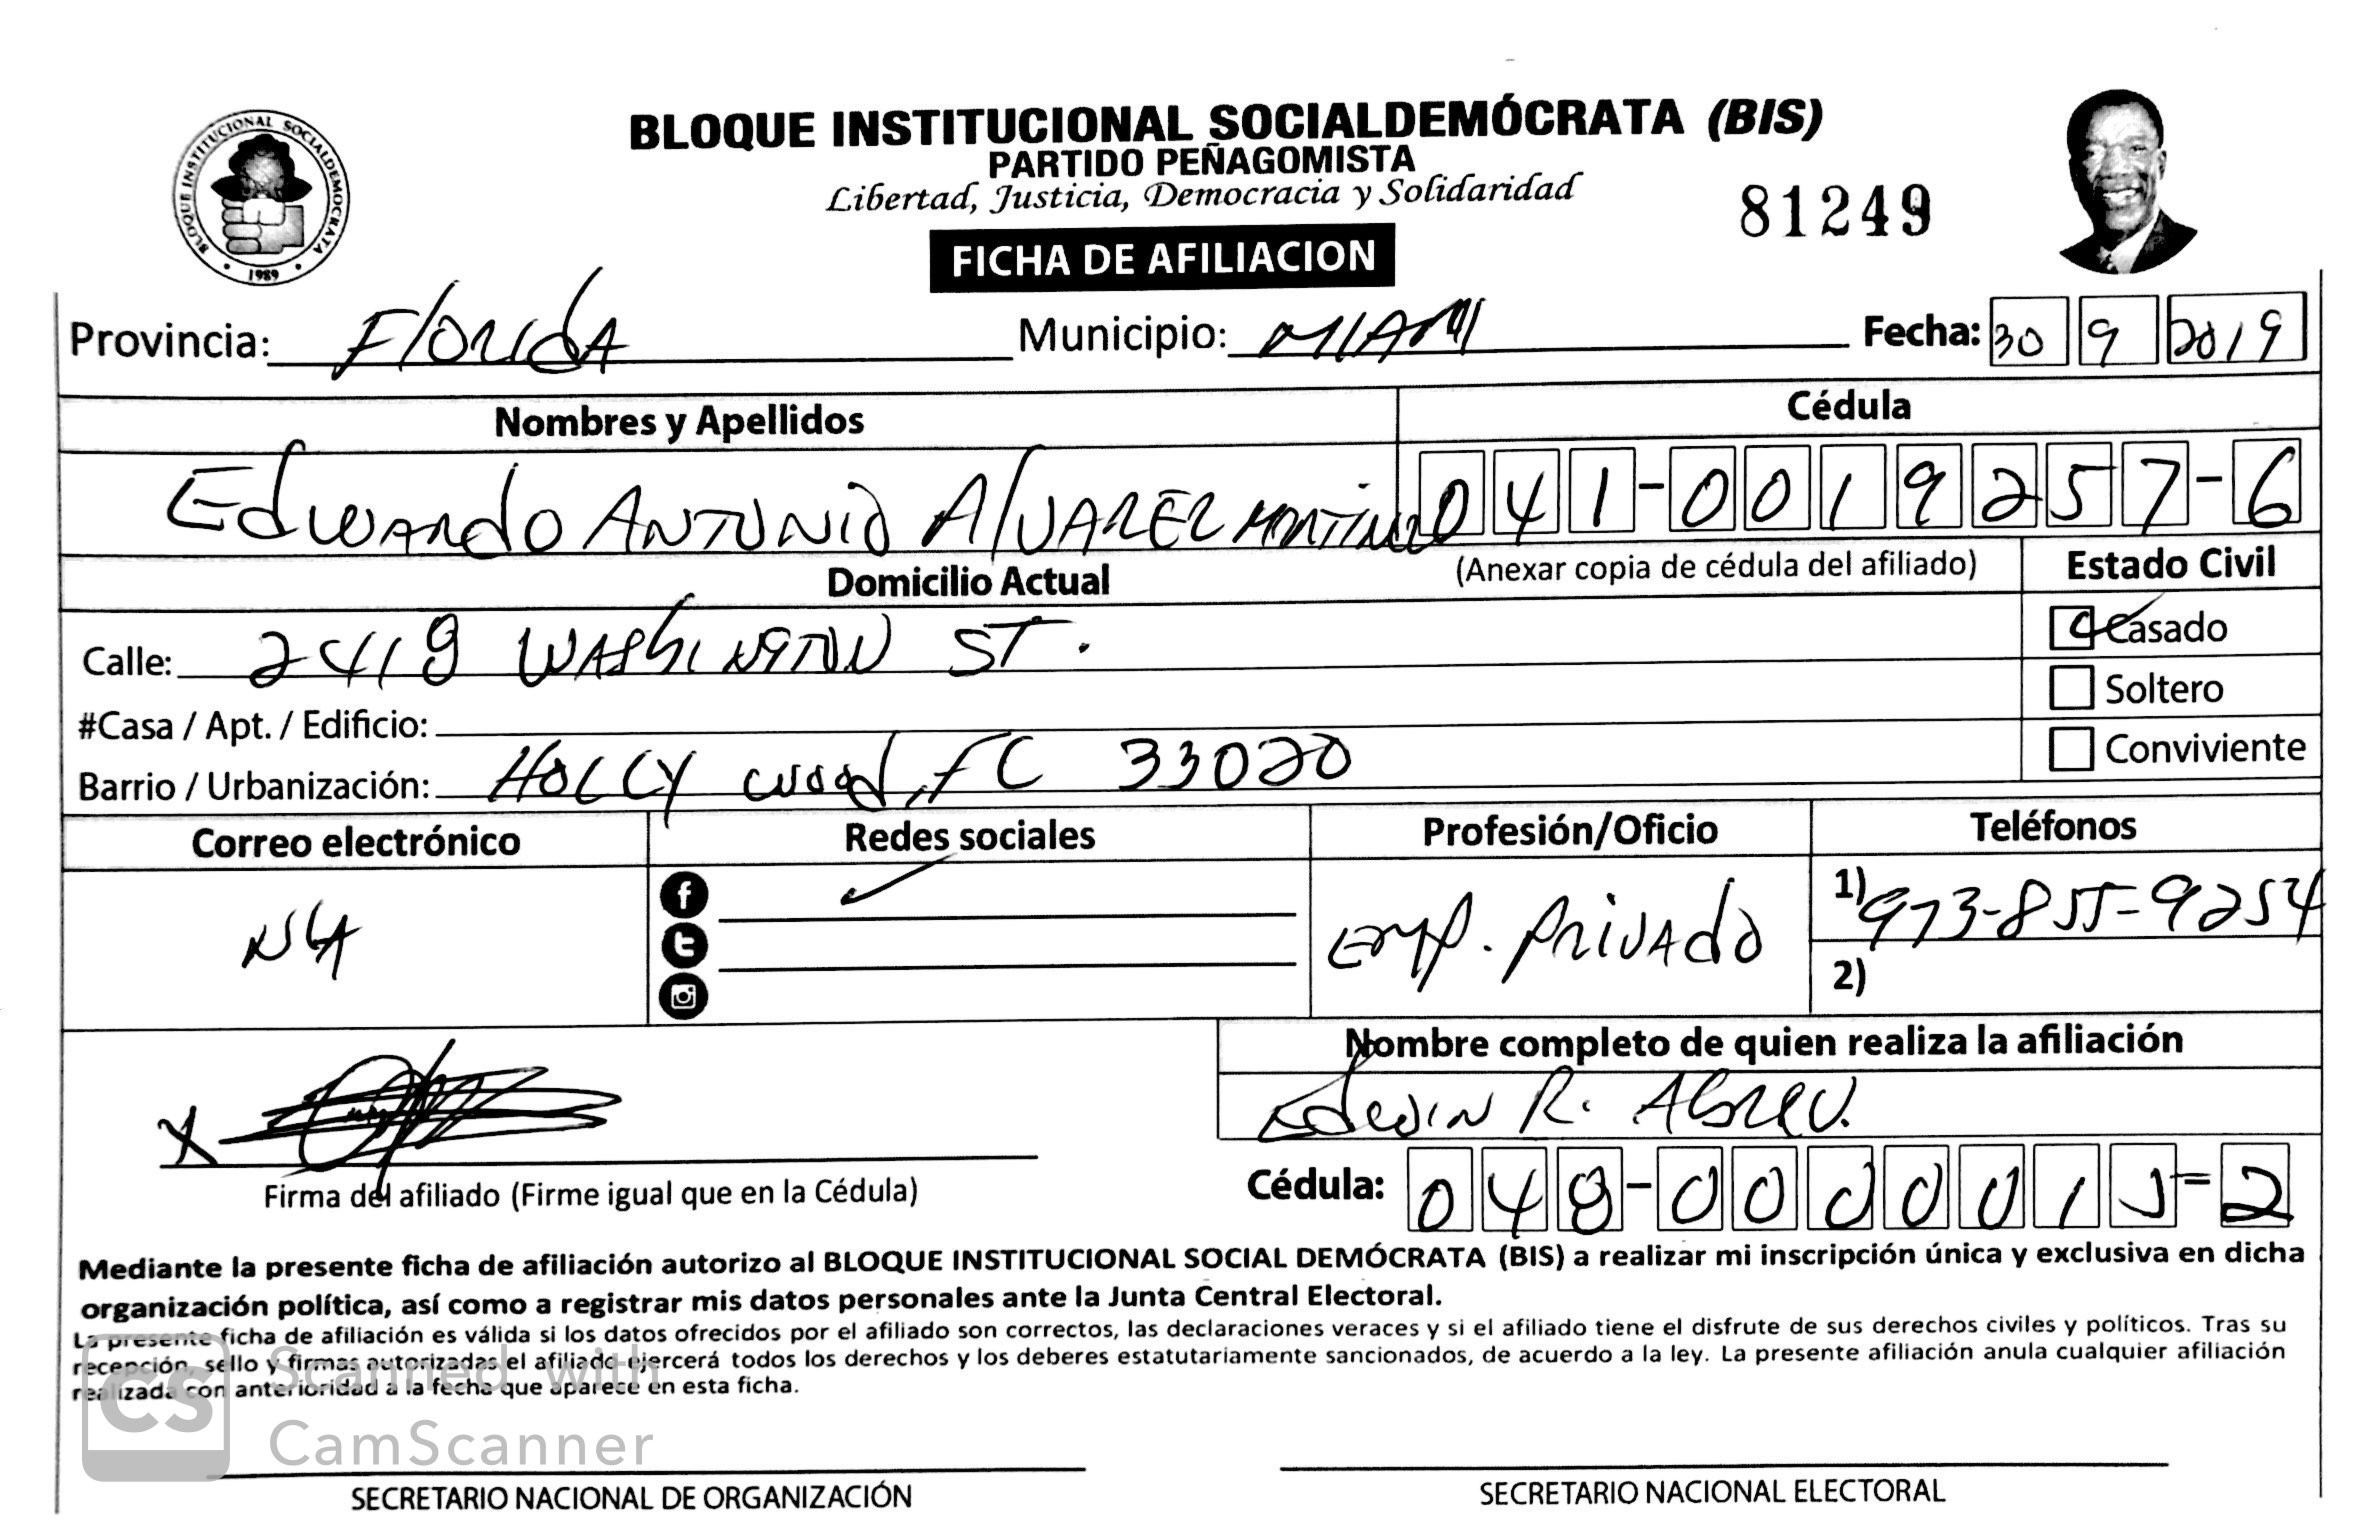 BLOQUE INSTITUCIONAL SOCIALDEMÓCRATA (BIS)
PARTIDO PEÑAGOMISTA
Libertad, Justicia, Democracia y Solidaridad
81249
BLOQUE INSTITUCIONAL SOCIALDEMOCRATA
1989
FICHA DE AFILIACION
Provincia: Florida Municipio: MIAMI Fecha: 30 9 2019
Nombres y Apellidos Cédula
Edwardo ANTONIO AlVAREZ 041-0019257-6
Domicilio Actual (Anexar copia de cédula del afiliado) Estado Civil
Calle: 2418 WAShINGTON ST. Casado
Soltero
#Casa / Apt. / Edificio:
Conviviente
Barrio / Urbanización: HOLLY wood, FL 33020
Correo electrónico Redes sociales Profesión/Oficio Teléfonos
N/A emp. privado 1) 973-855-9254
2)
Nombre completo de quien realiza la afiliación
X Edwin R. Abreu.
Firma del afiliado (Firme igual que en la Cédula) Cédula: 048-000001-2
Mediante la presente ficha de afiliación autorizo al BLOQUE INSTITUCIONAL SOCIAL DEMÓCRATA (BIS) a realizar mi inscripción única y exclusiva en dicha
organización política, así como a registrar mis datos personales ante la Junta Central Electoral.
La presente ficha de afiliación es válida si los datos ofrecidos por el afiliado son correctos, las declaraciones veraces y si el afiliado tiene el disfrute de sus derechos civiles y políticos. Tras su
recepción, sello y firmas autorizadas el afiliado ejercerá todos los derechos y los deberes estatutariamente sancionados, de acuerdo a la ley. La presente afiliación anula cualquier afiliación
realizada con anterioridad a la fecha que aparece en esta ficha.
CS Scanned with
CamScanner
SECRETARIO NACIONAL DE ORGANIZACIÓN SECRETARIO NACIONAL ELECTORAL